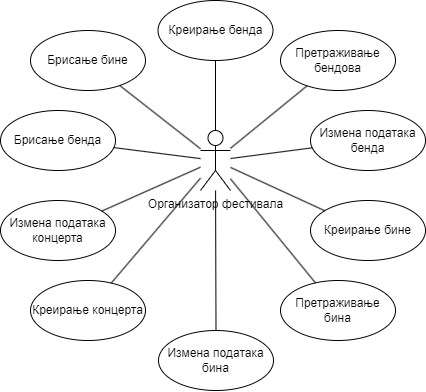 Креирање бенда
Брисање бине
Претраживање
бендова
Брисање бенда
Измена података
бенда
Организатор фестивала
Измена података
концерта
Креирање бине
Креирање концерта
Претраживање
бина
Измена података
бина